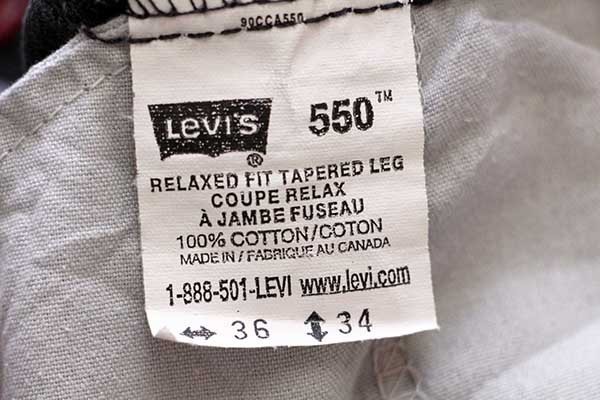 90CCA550
Levi's ® 550™
RELAXED FIT TAPERED LEG
COUPE RELAX
À JAMBE FUSEAU
100% COTTON/COTON
MADE IN / FABRIQUE AU CANADA
1-888-501-LEVI www.levi.com
↔ 36 ↕ 34